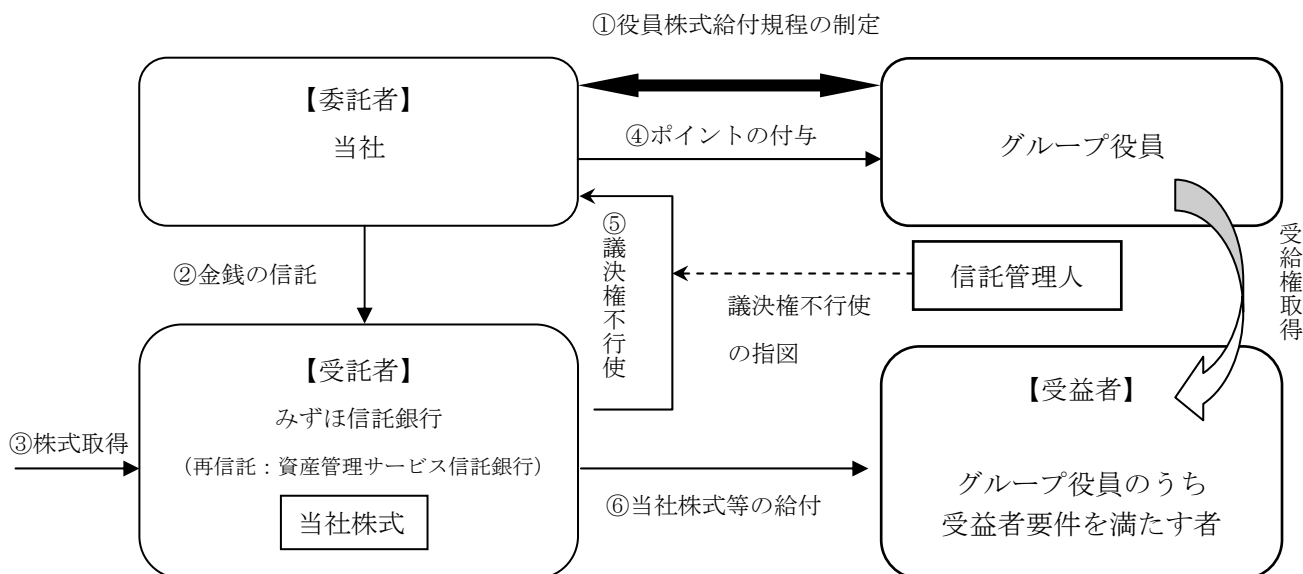 ①役員株式給付規程の制定
【委託者】
当社
④ポイントの付与
グループ役員
②金銭の信託
⑤議決権不行使
議決権不行使
の指図
信託管理人
受給権取得
【受託者】
みずほ信託銀行
(再信託：資産管理サービス信託銀行)
当社株式
③株式取得
⑥当社株式等の給付
【受益者】
グループ役員のうち
受益者要件を満たす者